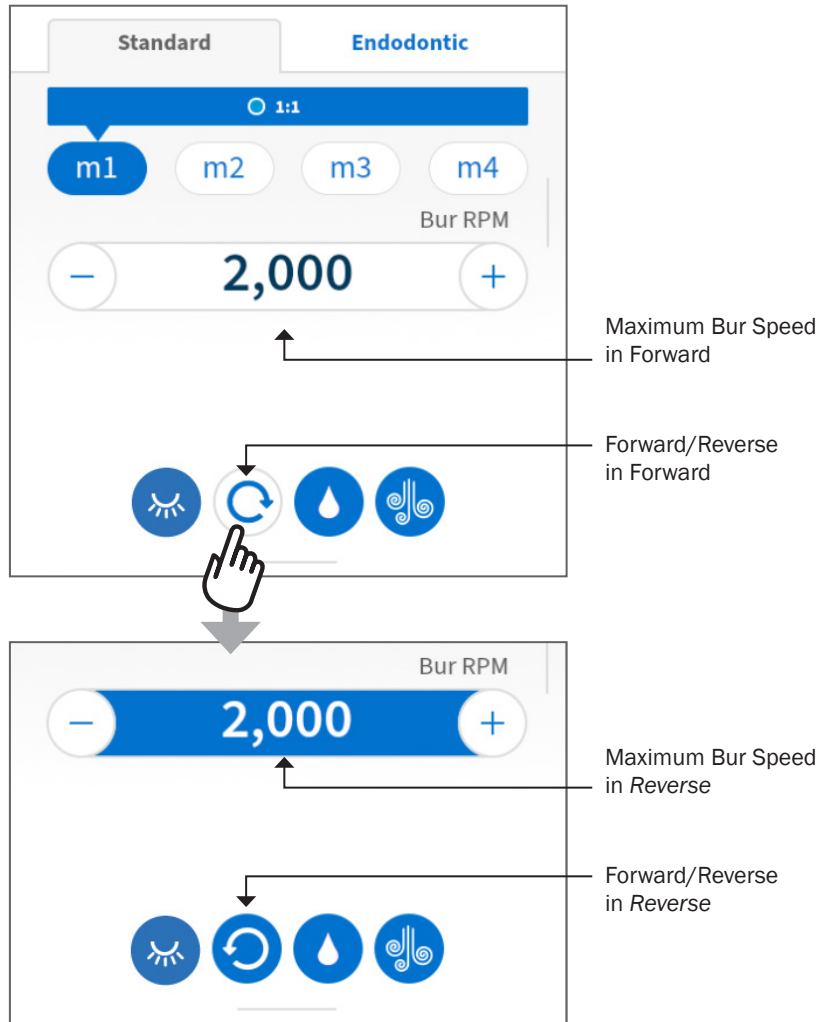 Standard
Endodontic
1:1
m1
m2
m3
m4
Bur RPM
− 2,000 +
Maximum Bur Speed
in Forward
Forward/Reverse
in Forward
Bur RPM
− 2,000 +
Maximum Bur Speed
in Reverse
Forward/Reverse
in Reverse